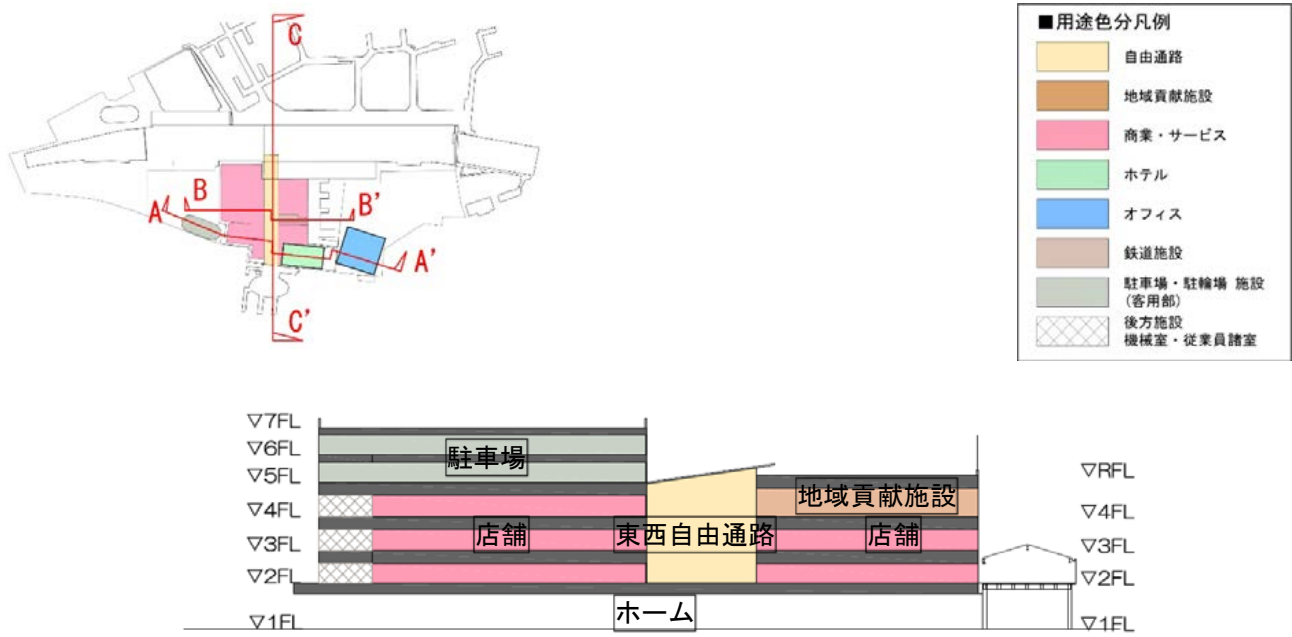 C
B
A
B'
A'
C'
■用途色分凡例
自由通路
地域貢献施設
商業・サービス
ホテル
オフィス
鉄道施設
駐車場・駐輪場 施設
(客用部)
後方施設
機械室・従業員諸室
▽7FL
▽6FL
▽5FL
▽4FL
▽3FL
▽2FL
▽1FL
駐車場
地域貢献施設
店舗
東西自由通路
店舗
ホーム
▽RFL
▽4FL
▽3FL
▽2FL
▽1FL